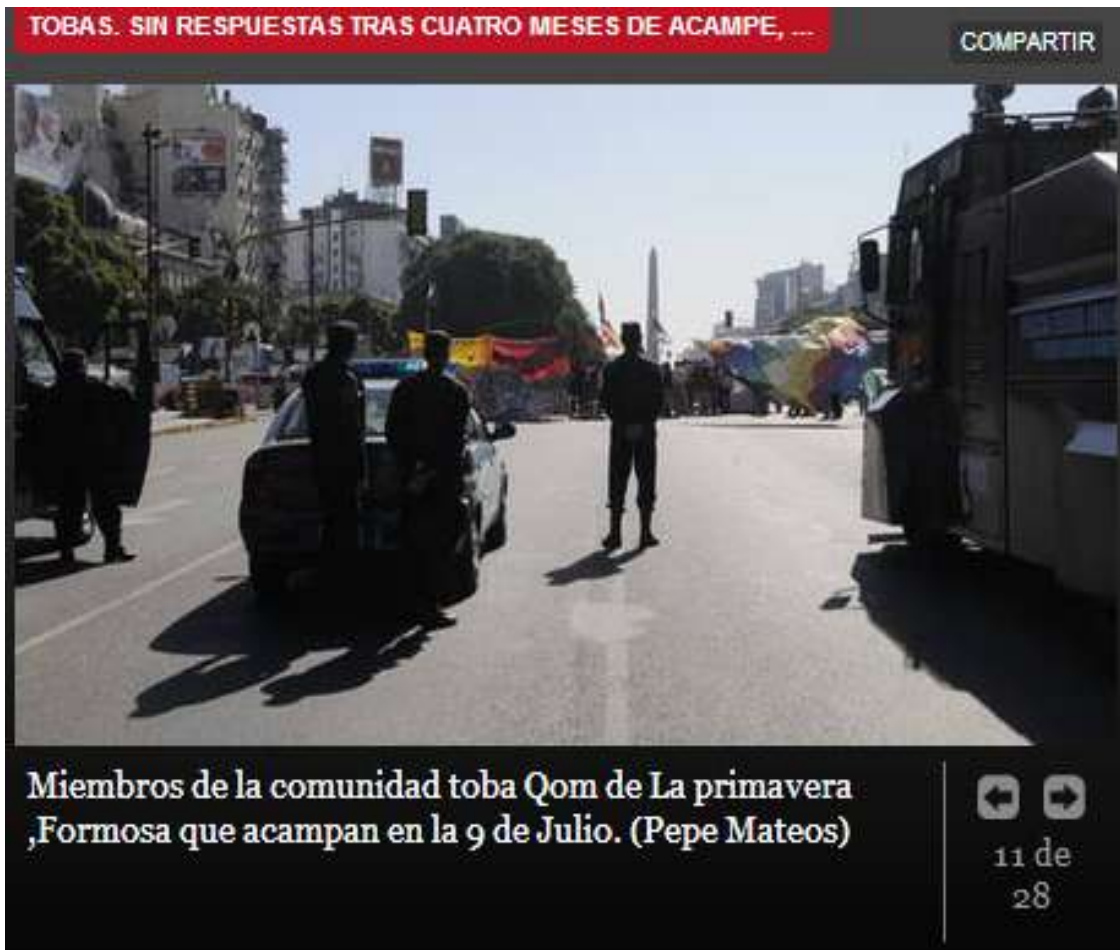 TOBAS. SIN RESPUESTAS TRAS CUATRO MESES DE ACAMPE, ...
COMPARTIR
Miembros de la comunidad toba Qom de La primavera
,Formosa que acampan en la 9 de Julio. (Pepe Mateos)
11 de
28